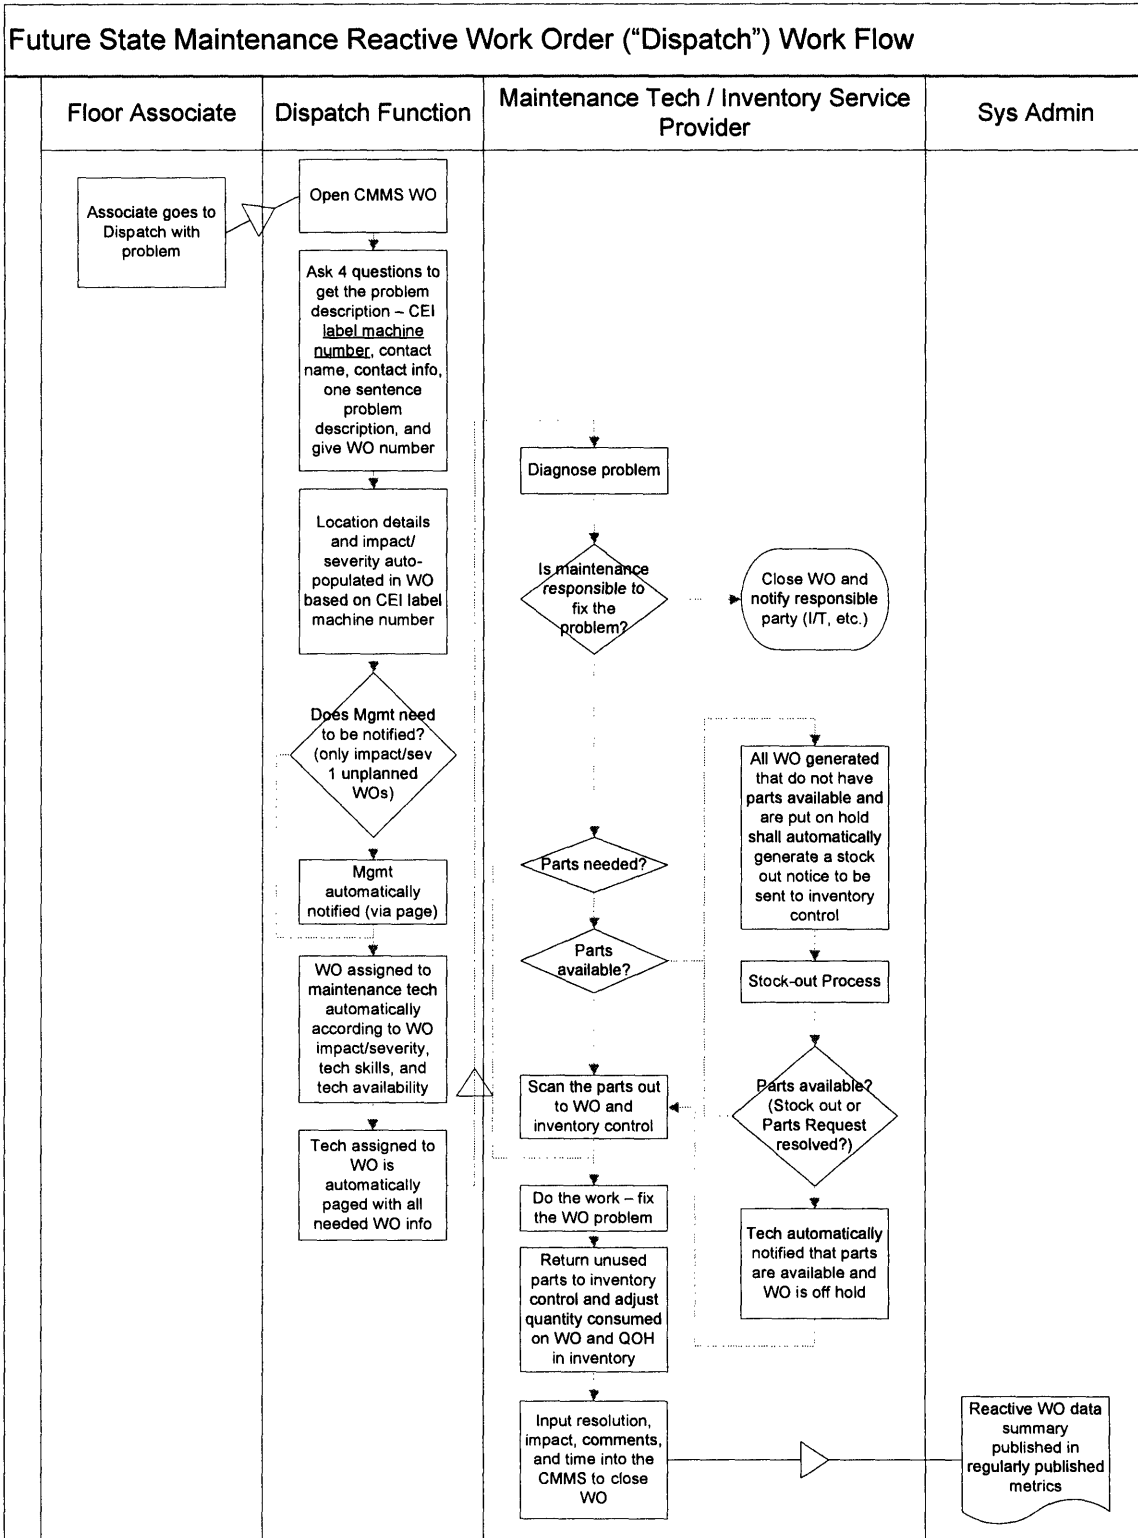 Future State Maintenance Reactive Work Order (“Dispatch”) Work Flow
Floor Associate
Dispatch Function
Maintenance Tech / Inventory Service
Provider
Sys Admin
Associate goes to
Dispatch with
problem
Open CMMS WO
Ask 4 questions to
get the problem
description – CEI
label machine
number, contact
name, contact info,
one sentence
problem
description, and
give WO number
Location details
and impact/
severity auto-
populated in WO
based on CEI label
machine number
Does Mgmt need
to be notified?
(only impact/sev
1 unplanned
WOs)
Mgmt
automatically
notified (via page)
WO assigned to
maintenance tech
automatically
according to WO
impact/severity,
tech skills, and
tech availability
Tech assigned to
WO is
automatically
paged with all
needed WO info
Diagnose problem
Is maintenance
responsible to
fix the
problem?
Close WO and
notify responsible
party (I/T, etc.)
Parts needed?
Parts
available?
All WO generated
that do not have
parts available and
are put on hold
shall automatically
generate a stock
out notice to be
sent to inventory
control
Stock-out Process
Parts available?
(Stock out or
Parts Request
resolved?)
Tech automatically
notified that parts
are available and
WO is off hold
Scan the parts out
to WO and
inventory control
Do the work – fix
the WO problem
Return unused
parts to inventory
control and adjust
quantity consumed
on WO and QOH
in inventory
Input resolution,
impact, comments,
and time into the
CMMS to close
WO
Reactive WO data
summary
published in
regularly published
metrics